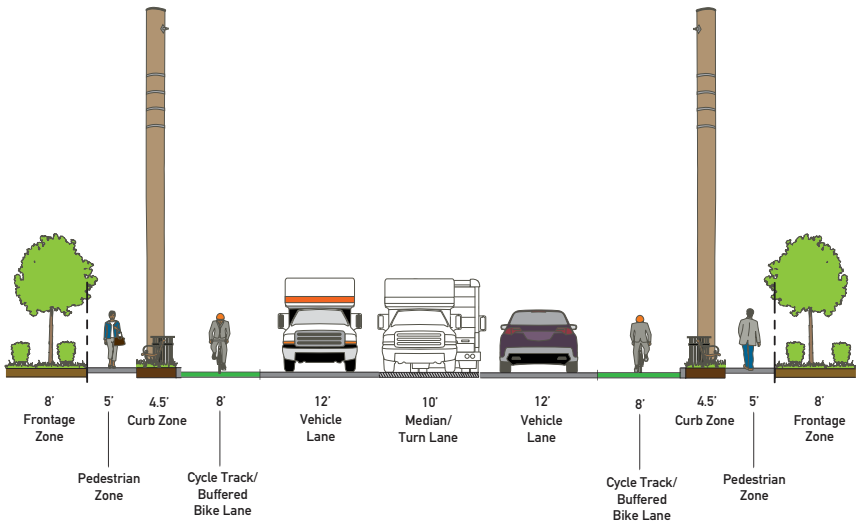 8’ 5’ 4.5’ 8’ 12’ 10’ 12’ 8’ 4.5’ 5’ 8’
Frontage
Zone
Pedestrian
Zone
Curb Zone
Cycle Track/
Buffered
Bike Lane
Vehicle
Lane
Median/
Turn Lane
Vehicle
Lane
Cycle Track/
Buffered
Bike Lane
Curb Zone
Pedestrian
Zone
Frontage
Zone